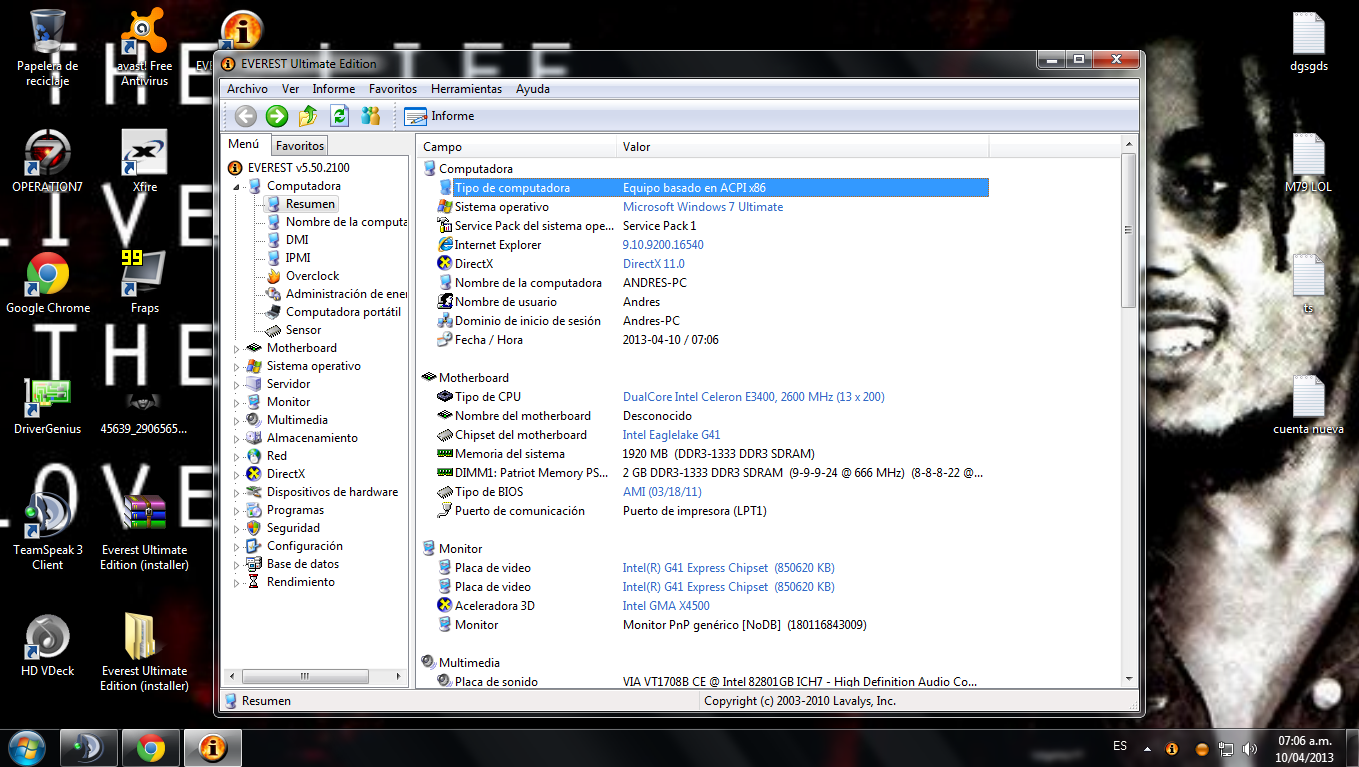 THE LIFE
LIVE
THE
LOVE
Papelera de
reciclaje
avast! Free
Antivirus
EVE
OPERATION7
Xfire
Google Chrome
99
Fraps
DriverGenius
45639_2906565...
TeamSpeak 3
Client
Everest Ultimate
Edition (installer)
HD VDeck
Everest Ultimate
Edition (installer)
dgsgds
M79 LOL
ts
cuenta nueva
EVEREST Ultimate Edition
Archivo Ver Informe Favoritos Herramientas Ayuda
Informe
Menú Favoritos
EVEREST v5.50.2100
Computadora
Resumen
Nombre de la computa
DMI
IPMI
Overclock
Administración de ener
Computadora portátil
Sensor
Motherboard
Sistema operativo
Servidor
Monitor
Multimedia
Almacenamiento
Red
DirectX
Dispositivos de hardware
Programas
Seguridad
Configuración
Base de datos
Rendimiento
Campo Valor
Computadora
Tipo de computadora Equipo basado en ACPI x86
Sistema operativo Microsoft Windows 7 Ultimate
Service Pack del sistema ope... Service Pack 1
Internet Explorer 9.10.9200.16540
DirectX DirectX 11.0
Nombre de la computadora ANDRES-PC
Nombre de usuario Andres
Dominio de inicio de sesión Andres-PC
Fecha / Hora 2013-04-10 / 07:06
Motherboard
Tipo de CPU DualCore Intel Celeron E3400, 2600 MHz (13 x 200)
Nombre del motherboard Desconocido
Chipset del motherboard Intel Eaglelake G41
Memoria del sistema 1920 MB (DDR3-1333 DDR3 SDRAM)
DIMM1: Patriot Memory PS... 2 GB DDR3-1333 DDR3 SDRAM (9-9-9-24 @ 666 MHz) (8-8-8-22 @...
Tipo de BIOS AMI (03/18/11)
Puerto de comunicación Puerto de impresora (LPT1)
Monitor
Placa de video Intel(R) G41 Express Chipset (850620 KB)
Placa de video Intel(R) G41 Express Chipset (850620 KB)
Aceleradora 3D Intel GMA X4500
Monitor Monitor PnP genérico [NoDB] (180116843009)
Multimedia
Placa de sonido VIA VT1708B CE @ Intel 82801GB ICH7 - High Definition Audio Co...
Resumen Copyright (c) 2003-2010 Lavalys, Inc.
ES
07:06 a.m.
10/04/2013